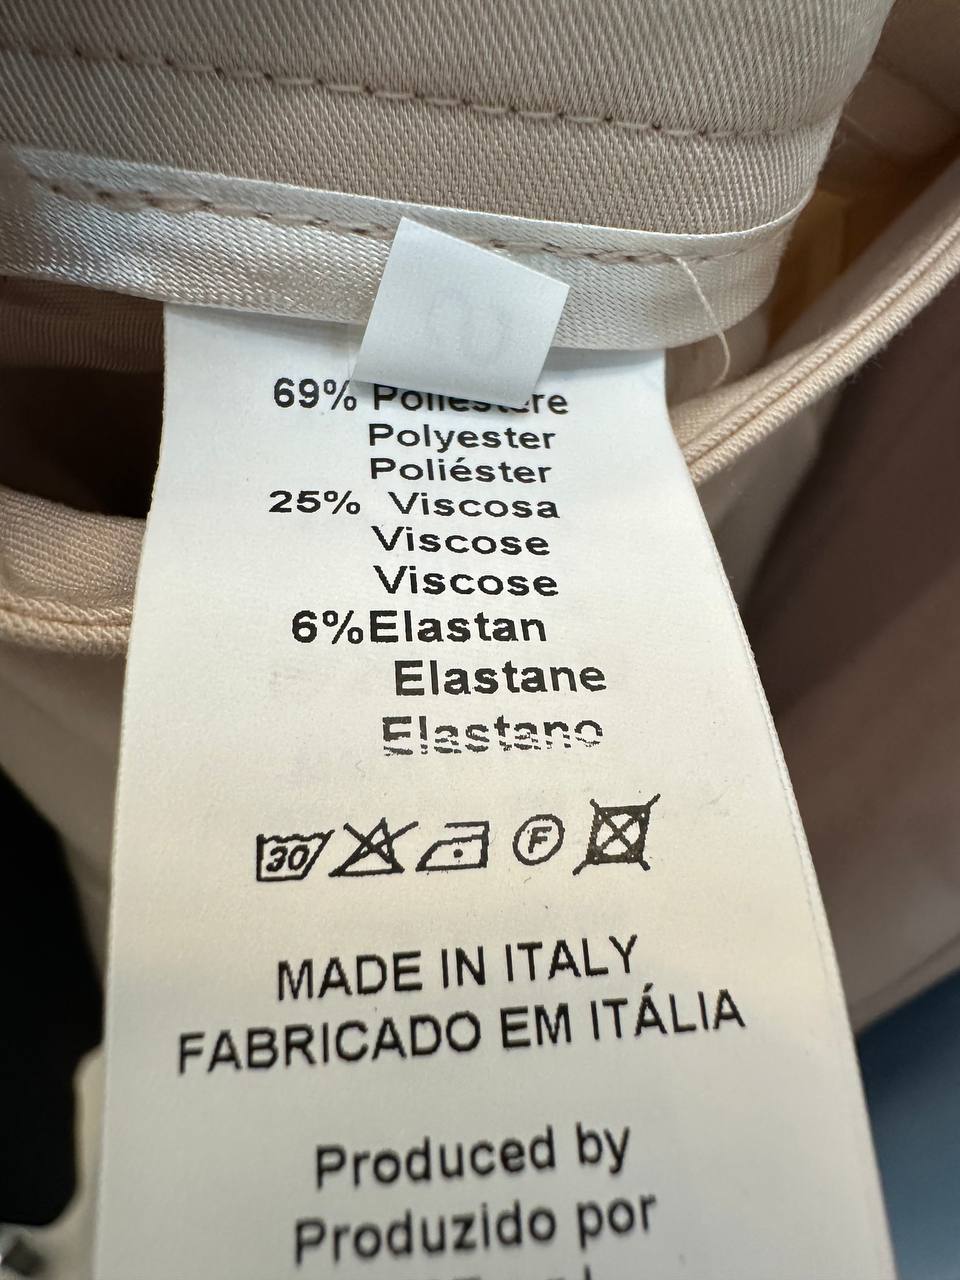 69% Poliestere
Polyester
Poliéster
25% Viscosa
Viscose
Viscose
6%Elastan
Elastane
Elastano
30 F
MADE IN ITALY
FABRICADO EM ITÁLIA
Produced by
Produzido por